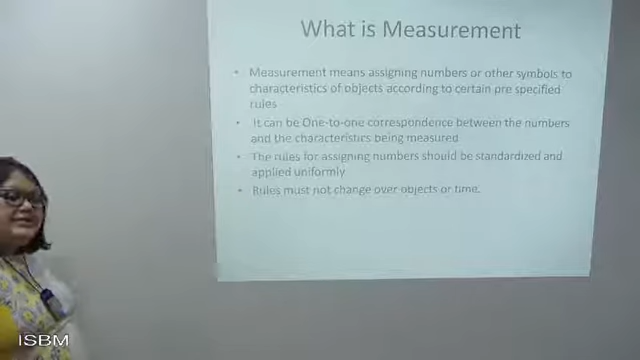 What is Measurement
• Measurement means assigning numbers or other symbols to
characteristics of objects according to certain pre specified
rules
• It can be One-to-one correspondence between the numbers
and the characteristics being measured
• The rules for assigning numbers should be standardized and
applied uniformly
• Rules must not change over objects or time.
ISBM